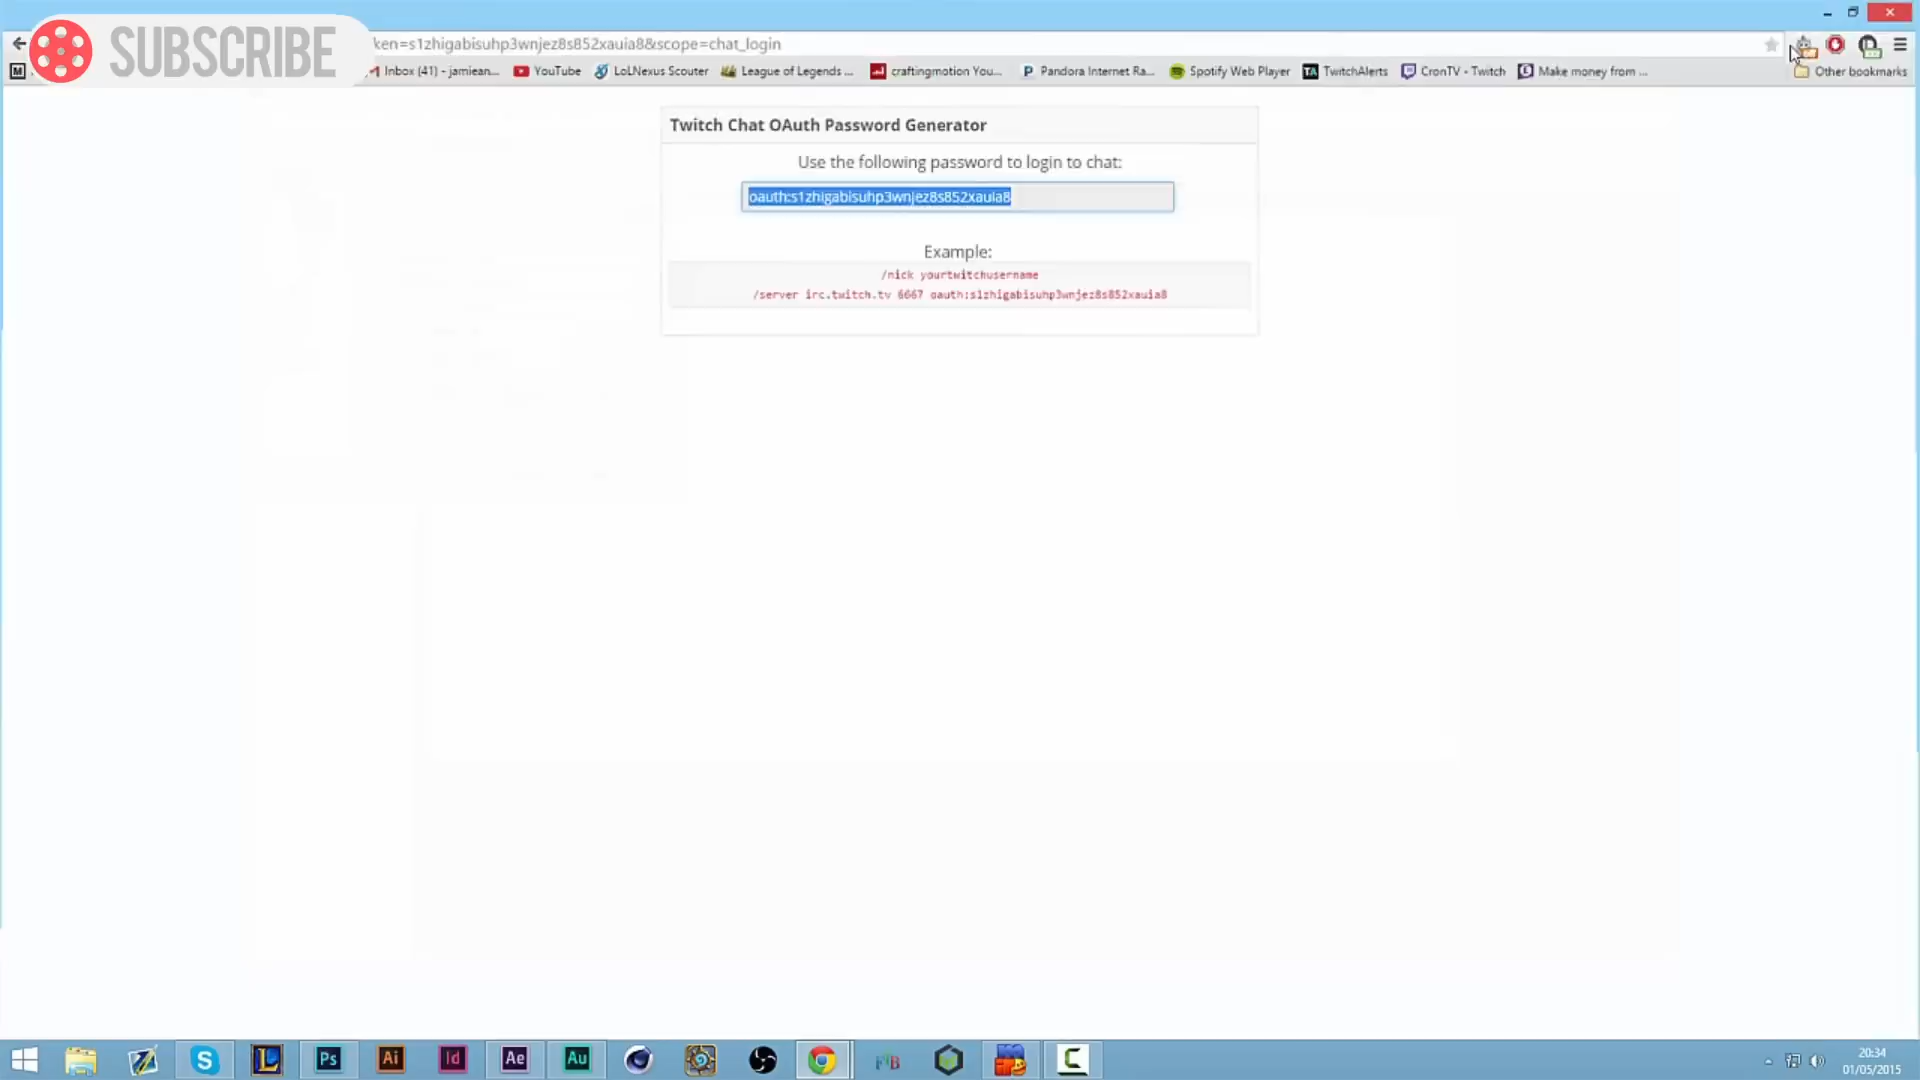 SUBSCRIBE
ken=s1zhigabisuhp3wnjez8s852xauia8&scope=chat_login
M
Inbox (41) - jamiean...
YouTube
LoLNexus Scouter
League of Legends ...
craftingmotion You...
Pandora Internet Ra...
Spotify Web Player
TA TwitchAlerts
CronTV - Twitch
Make money from ...
Other bookmarks
Twitch Chat OAuth Password Generator
Use the following password to login to chat:
oauth:s1zhigabisuhp3wnjez8s852xauia8
Example:
/nick yourtwitchusername
/server irc.twitch.tv 6667 oauth:s1zhigabisuhp3wnjez8s852xauia8
Ps
Ai
Id
Ae
Au
20:34
01/05/2015